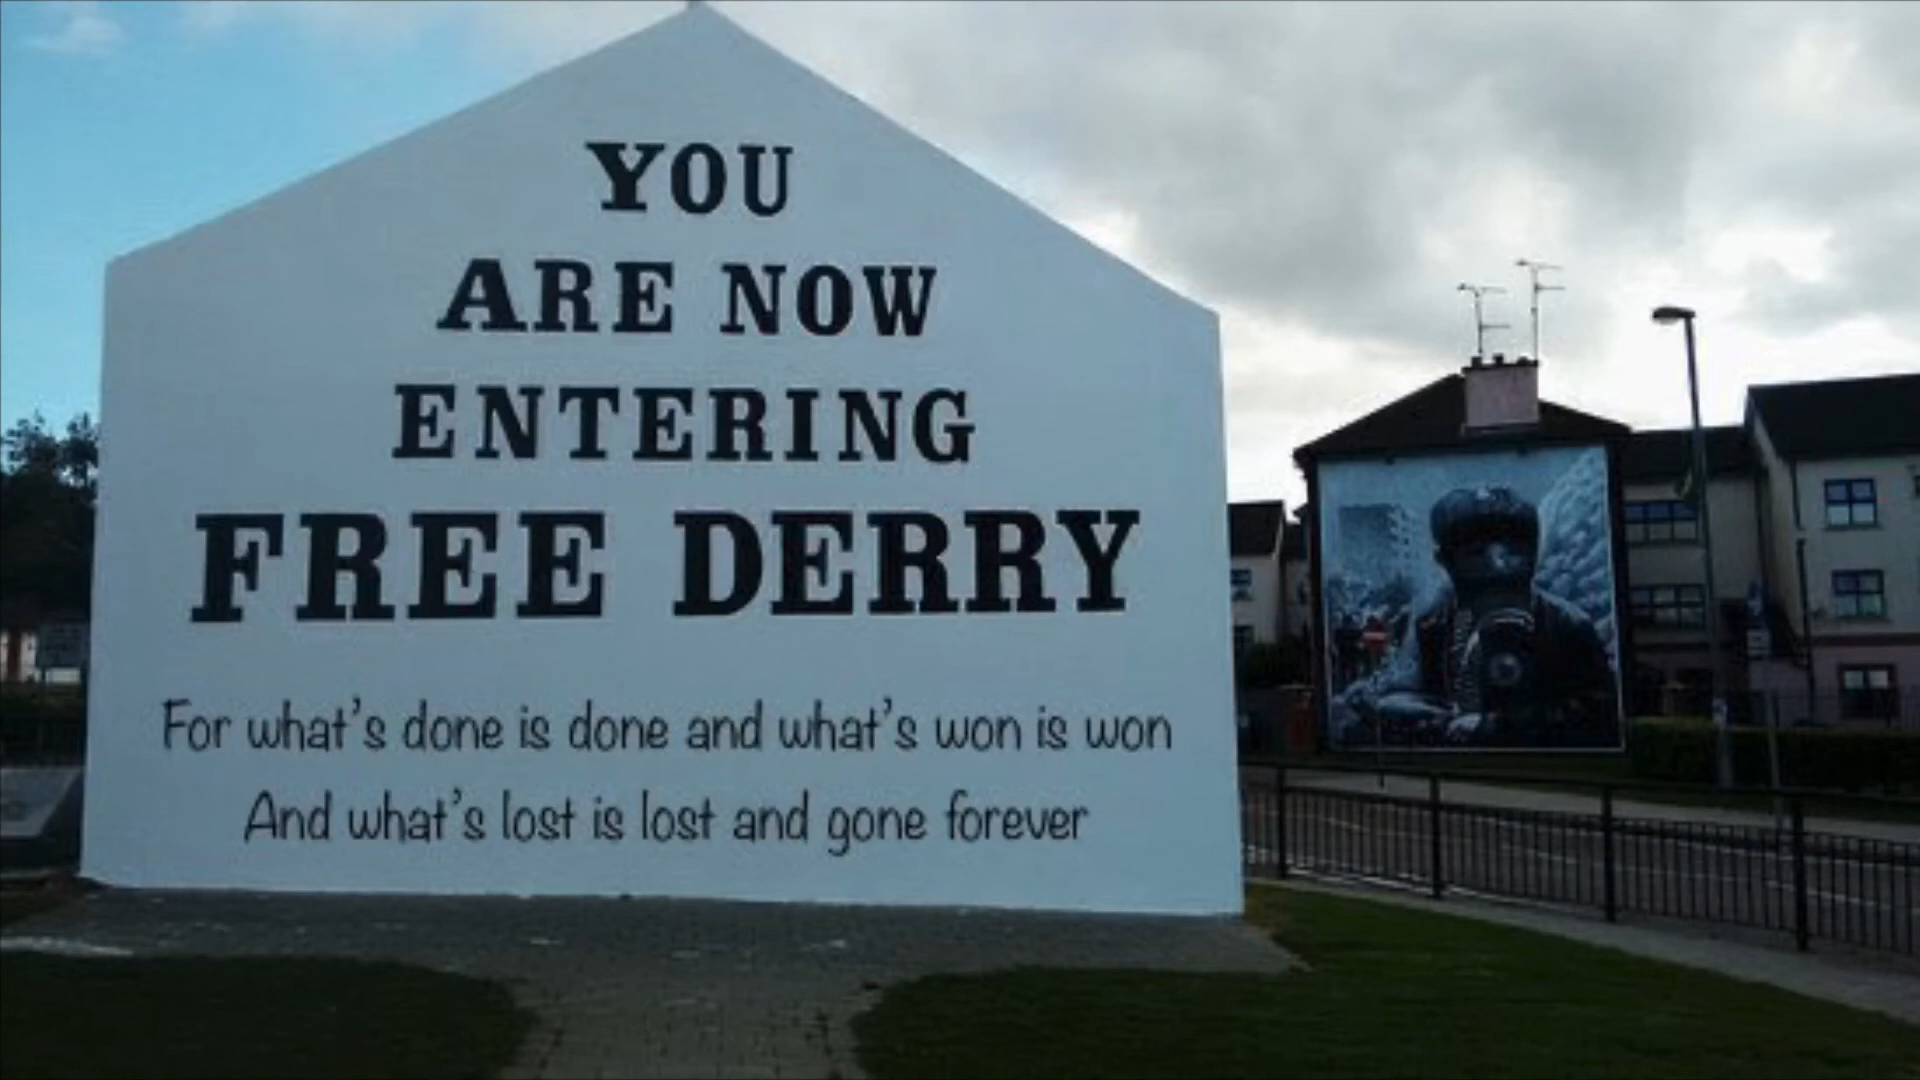 YOU
ARE NOW
ENTERING
FREE DERRY
For what's done is done and what's won is won
And what's lost is lost and gone forever